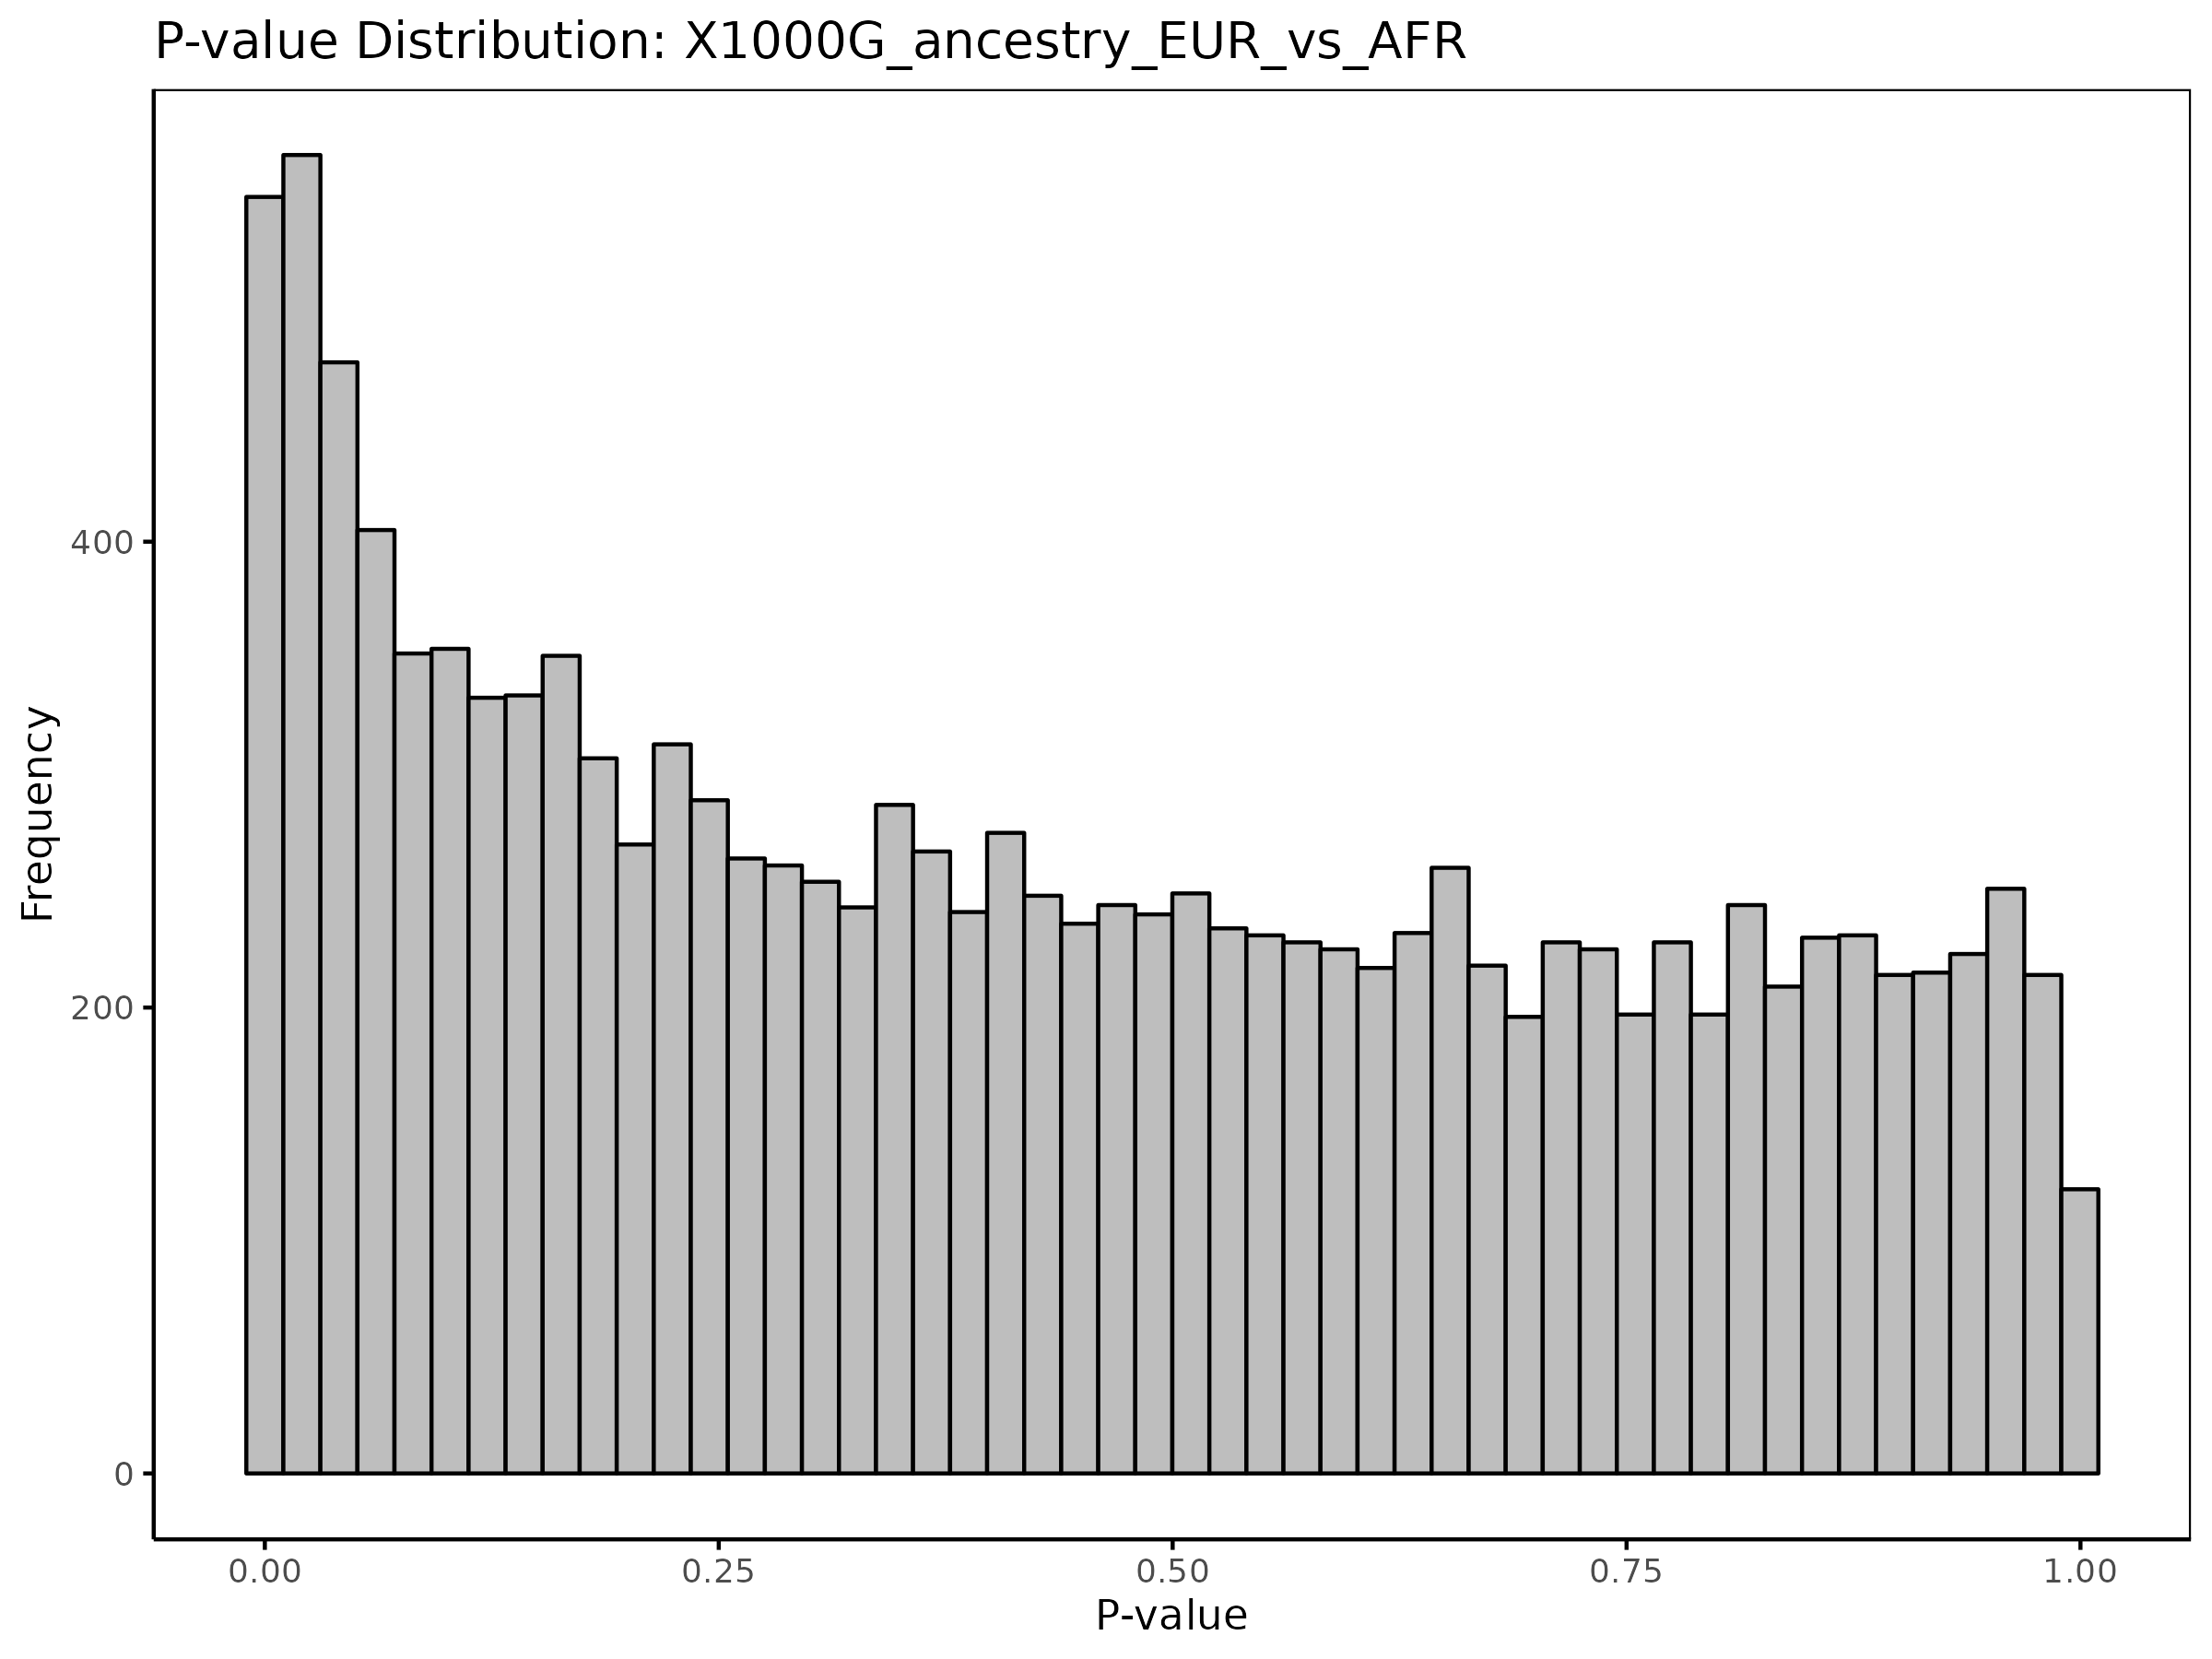 P-value Distribution: X1000G_ancestry_EUR_vs_AFR
Frequency
400
200
0
0.00 0.25 0.50 0.75 1.00
P-value